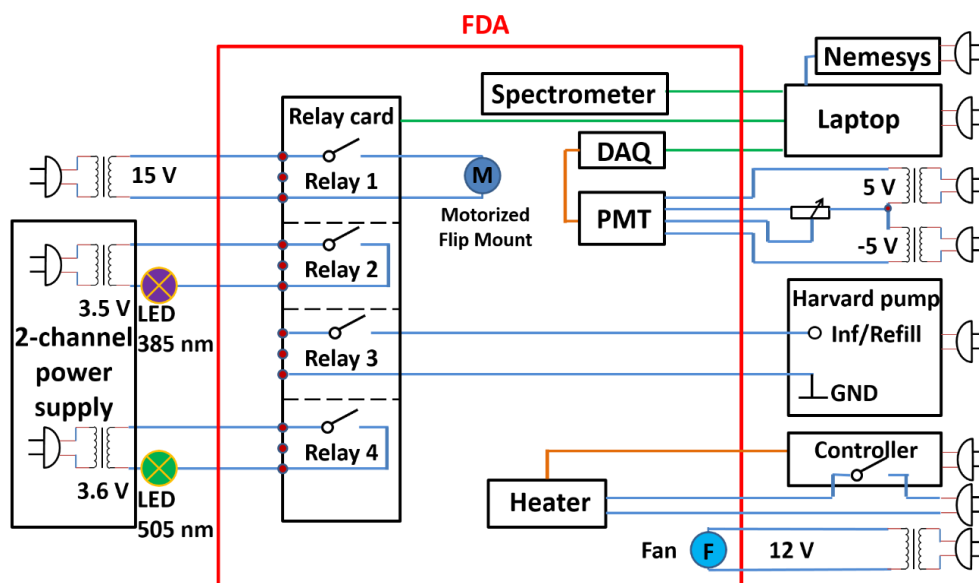 FDA
Nemesys
Spectrometer
Laptop
Relay card
DAQ
15 V
Relay 1
M
Motorized
Flip Mount
PMT
5 V
-5 V
Relay 2
3.5 V
LED
385 nm
2-channel
power
supply
Relay 3
Harvard pump
Inf/Refill
GND
Relay 4
3.6 V
LED
505 nm
Controller
Heater
Fan
F
12 V